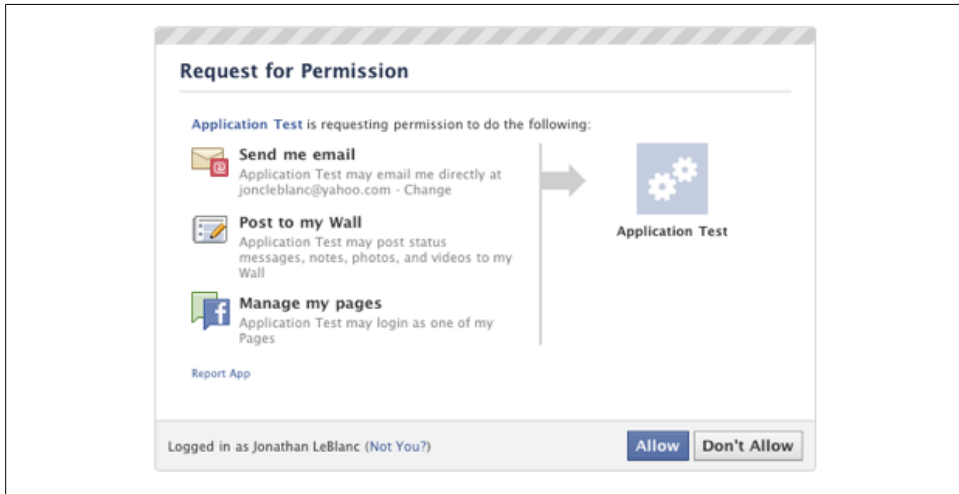 Request for Permission
Application Test is requesting permission to do the following:
Send me email
Application Test may email me directly at
joncleblanc@yahoo.com - Change
Post to my Wall
Application Test may post status
messages, notes, photos, and videos to my
Wall
Manage my pages
Application Test may login as one of my
Pages
Application Test
Report App
Logged in as Jonathan LeBlanc (Not You?)
Allow
Don't Allow